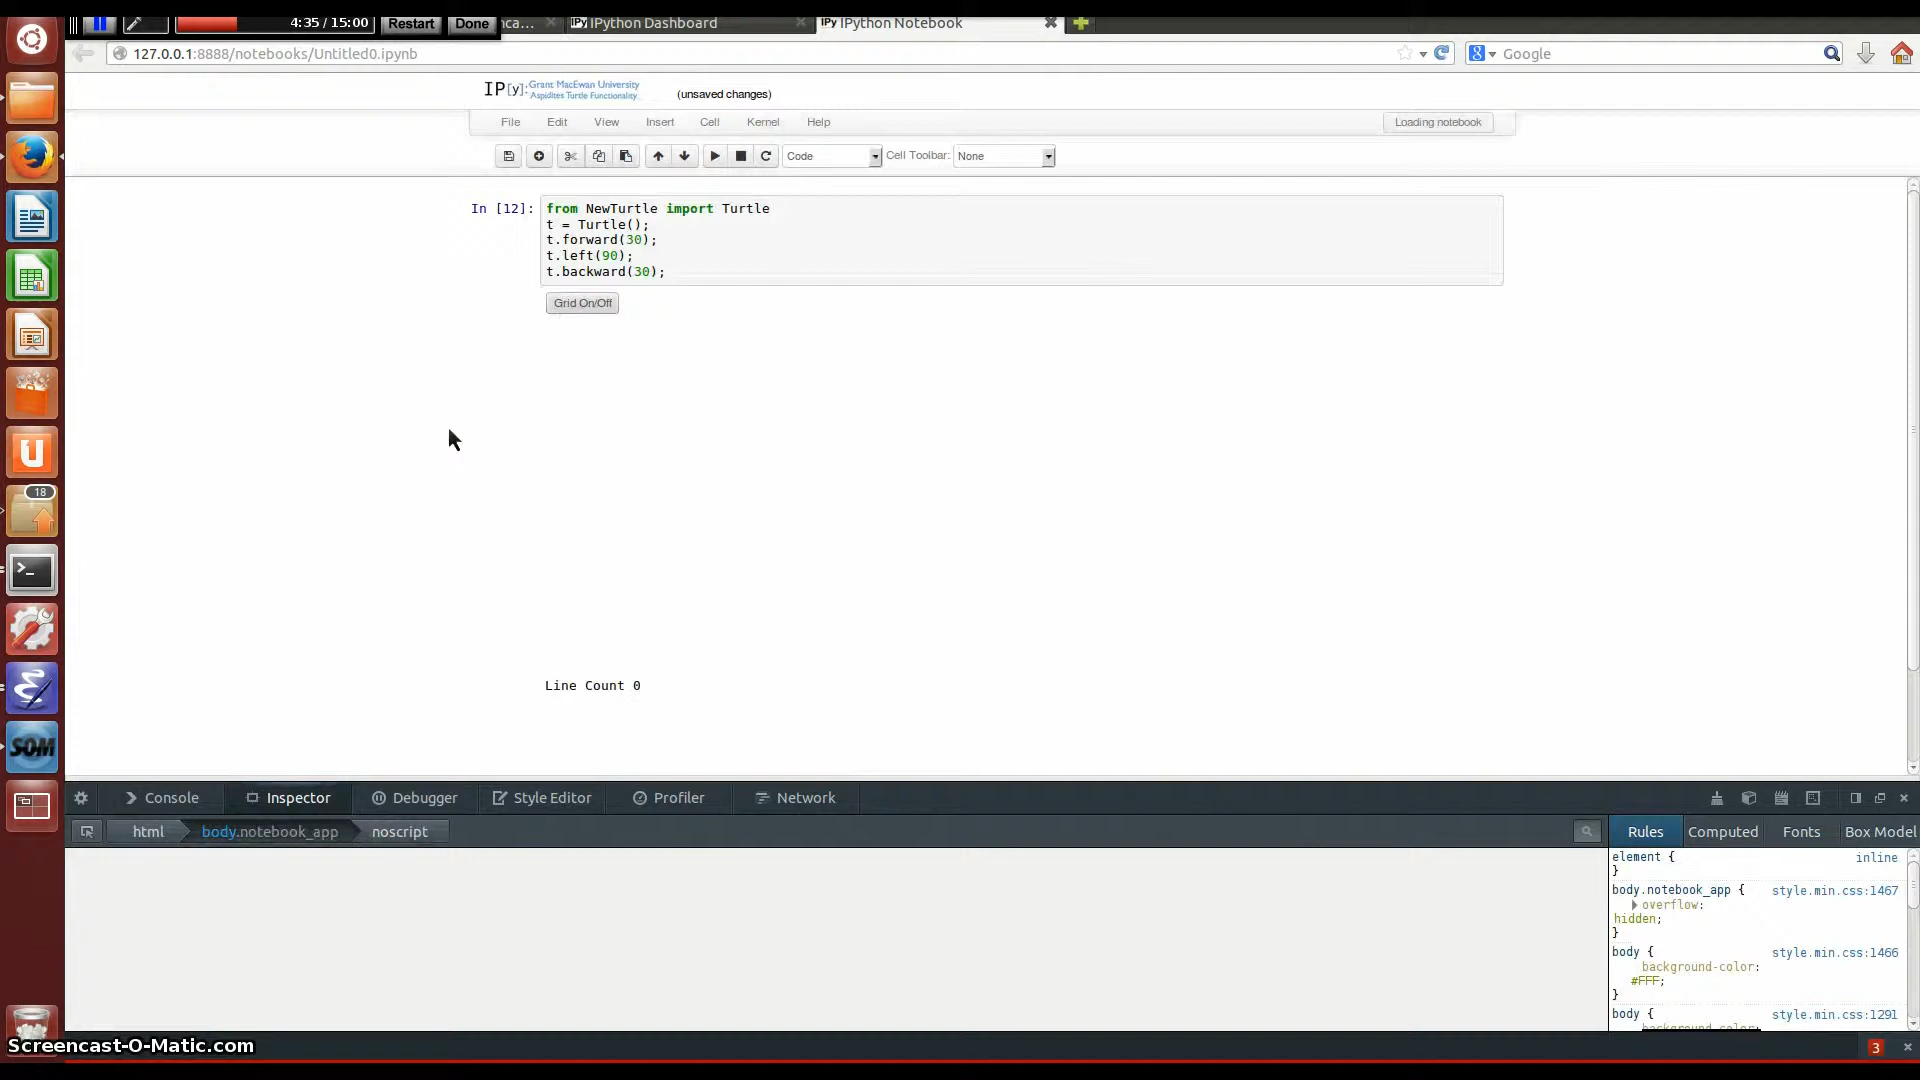 4:35 / 15:00 Restart Done nca... IPy IPython Dashboard IPy IPython Notebook
127.0.0.1:8888/notebooks/Untitled0.ipynb
8 Google
IP[y]: Grant MacEwan University
Aspidites Turtle Functionality
(unsaved changes)
File Edit View Insert Cell Kernel Help Loading notebook
Code Cell Toolbar: None
In [12]: from NewTurtle import Turtle
t = Turtle();
t.forward(30);
t.left(90);
t.backward(30);
Grid On/Off
18
>_
U
Line Count 0
SOM
Console Inspector Debugger Style Editor Profiler Network
html body.notebook_app noscript
Rules Computed Fonts Box Model
element { inline
}
body.notebook_app { style.min.css:1467
overflow:
hidden;
}
body { style.min.css:1466
background-color:
#FFF;
}
body { style.min.css:1291
background-color:
Screencast-O-Matic.com
3